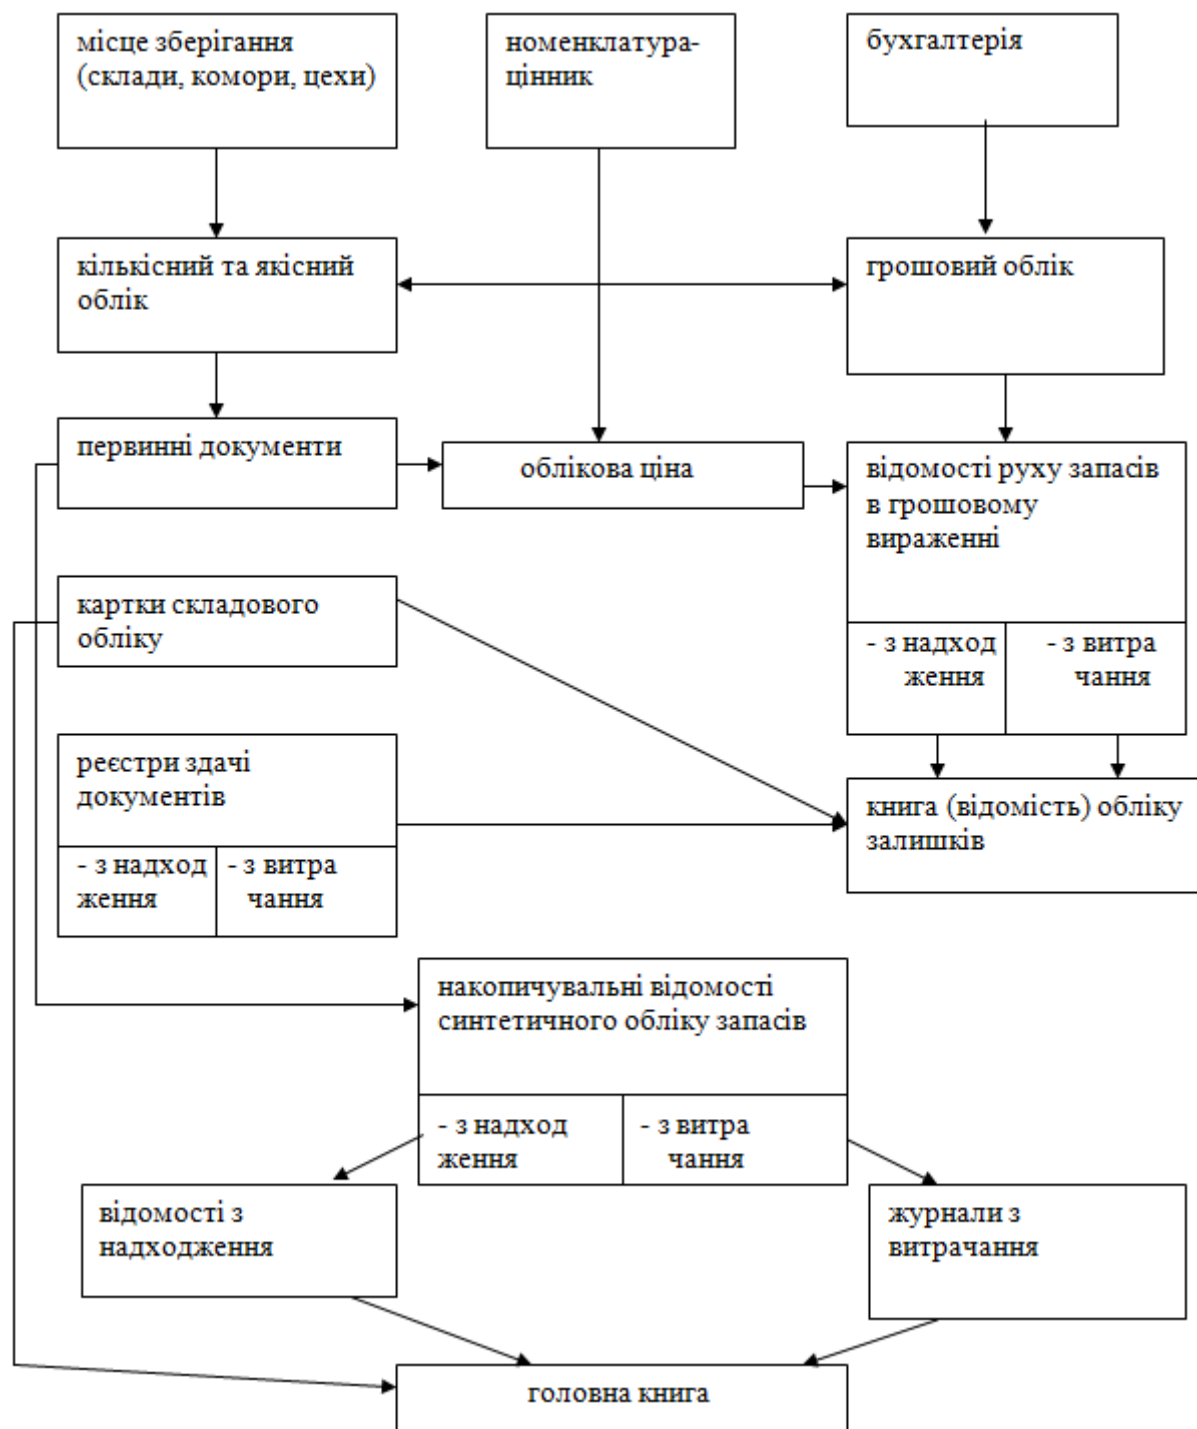 місце зберігання
(склади, комори, цехи)
номенклатура-
цінник
бухгалтерія
кількісний та якісний
облік
грошовий облік
первинні документи
облікова ціна
відомості руху запасів
в грошовому
вираженні
- з надход
ження
- з витра
чання
картки складового
обліку
реєстри здачі
документів
- з надход
ження
- з витра
чання
книга (відомість) обліку
залишків
накопичувальні відомості
синтетичного обліку запасів
- з надход
ження
- з витра
чання
відомості з
надходження
журнали з
витрачання
головна книга